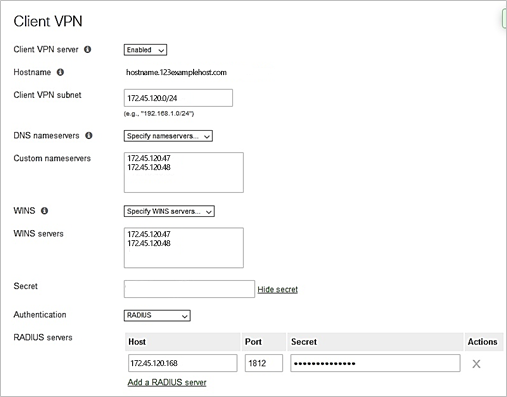 Client VPN
Client VPN server Enabled
Hostname hostname.123examplehost.com
Client VPN subnet 172.45.120.0/24
(e.g., "192.168.1.0/24")
DNS nameservers Specify nameservers...
Custom nameservers 172.45.120.47
172.45.120.48
WINS Specify WINS servers...
WINS servers 172.45.120.47
172.45.120.48
Secret Hide secret
Authentication RADIUS
RADIUS servers Host Port Secret Actions
172.45.120.168 1812 •••••••••••••• X
Add a RADIUS server